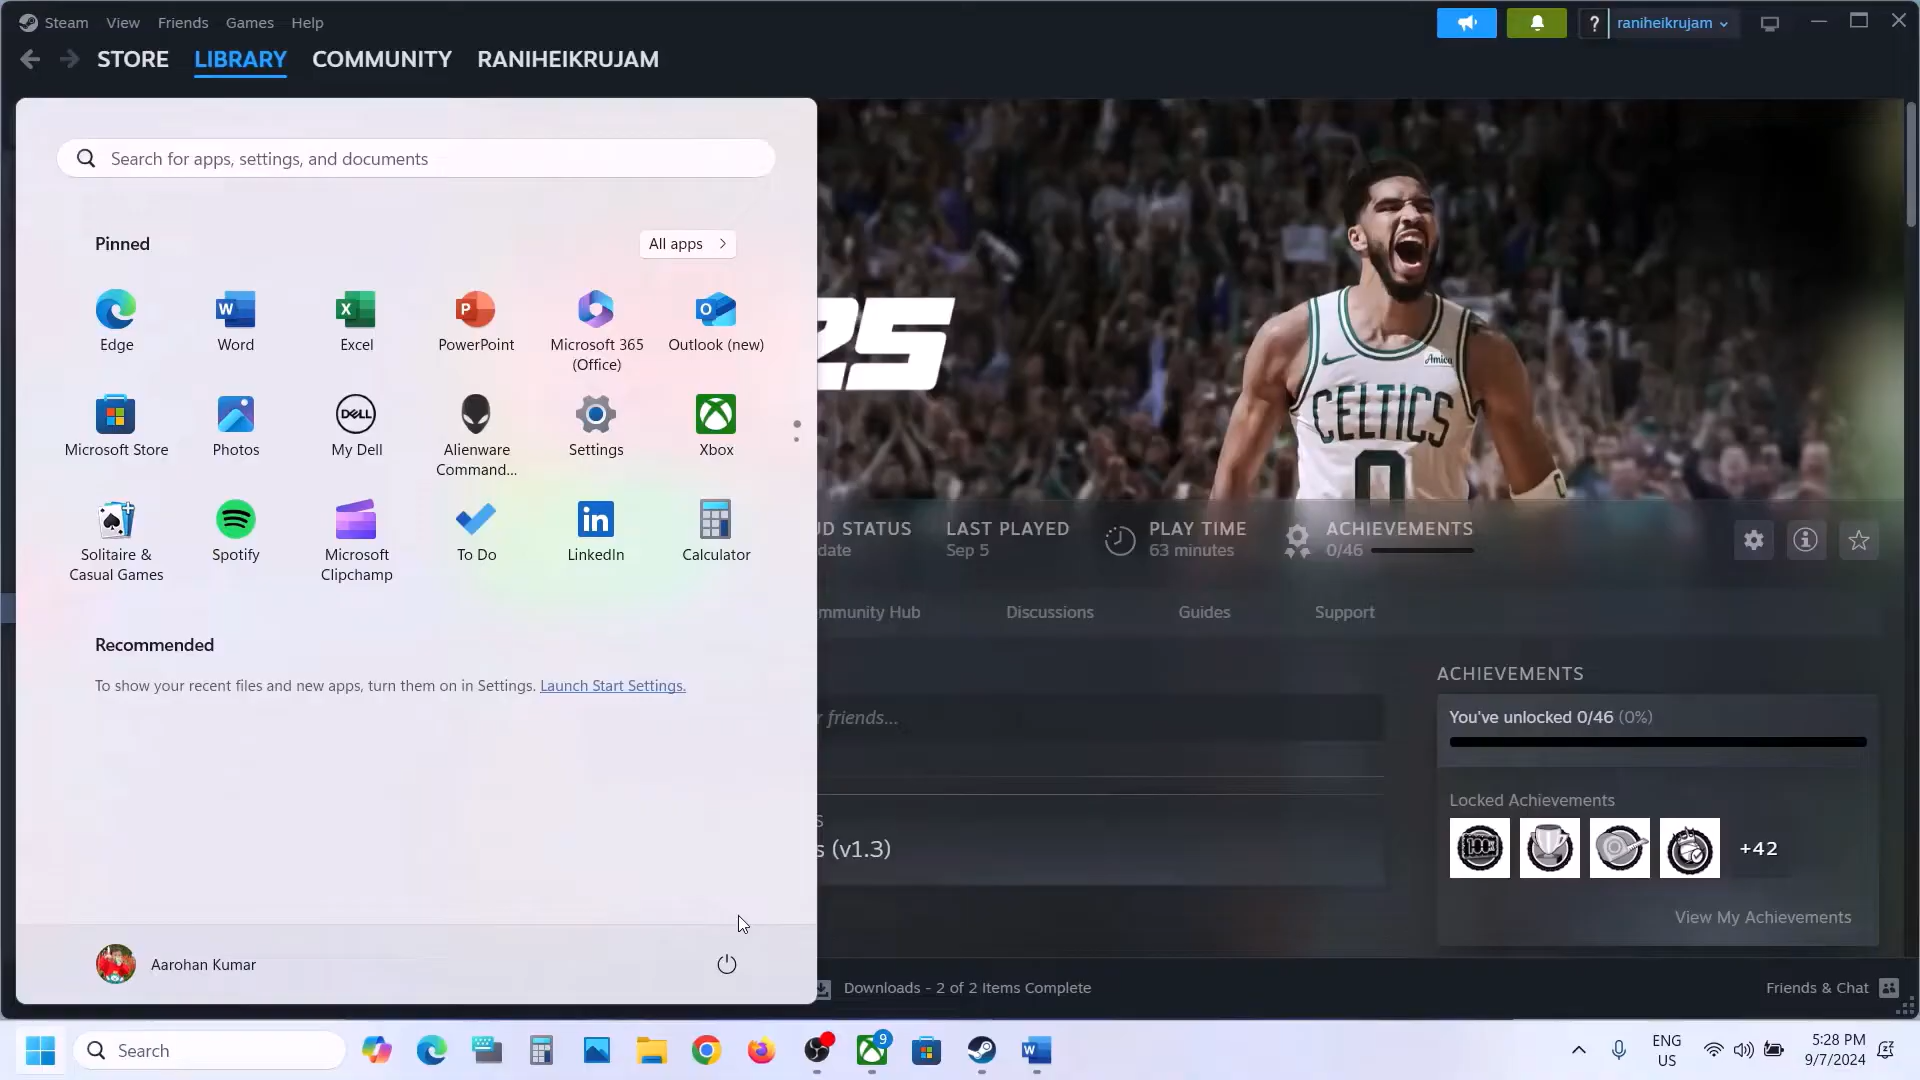 Steam View Friends Games Help
? raniheikrujam
STORE LIBRARY COMMUNITY RANIHEIKRUJAM
Search for apps, settings, and documents
Pinned
All apps
Edge
Word
Excel
PowerPoint
Microsoft 365
(Office)
Outlook (new)
Microsoft Store
Photos
DELL
My Dell
Alienware
Command...
Settings
Xbox
Solitaire &
Casual Games
Spotify
Microsoft
Clipchamp
To Do
LinkedIn
Calculator
Recommended
To show your recent files and new apps, turn them on in Settings. Launch Start Settings.
Aarohan Kumar
25
Amica
CELTICS
0
UD STATUS
date
LAST PLAYED
Sep 5
PLAY TIME
63 minutes
ACHIEVEMENTS
0/46
mmunity Hub
Discussions
Guides
Support
r friends...
S
s (v1.3)
ACHIEVEMENTS
You've unlocked 0/46 (0%)
Locked Achievements
+42
View My Achievements
Downloads - 2 of 2 Items Complete
Friends & Chat
Search
9
ENG
US
5:28 PM
9/7/2024